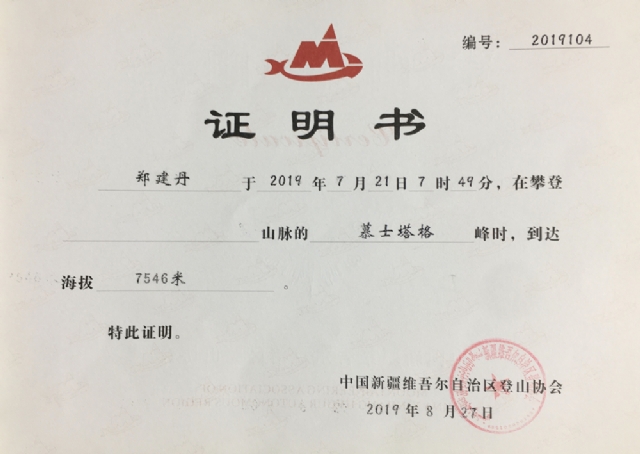 编号： 2019104
证明书
郑建丹 于 2019 年 7 月 21 日 7 时 49 分，在攀登
山脉的 慕士塔格 峰时，到达
海拔 7546米 。
特此证明。
中国新疆维吾尔自治区登山协会
2019 年 8 月 27 日